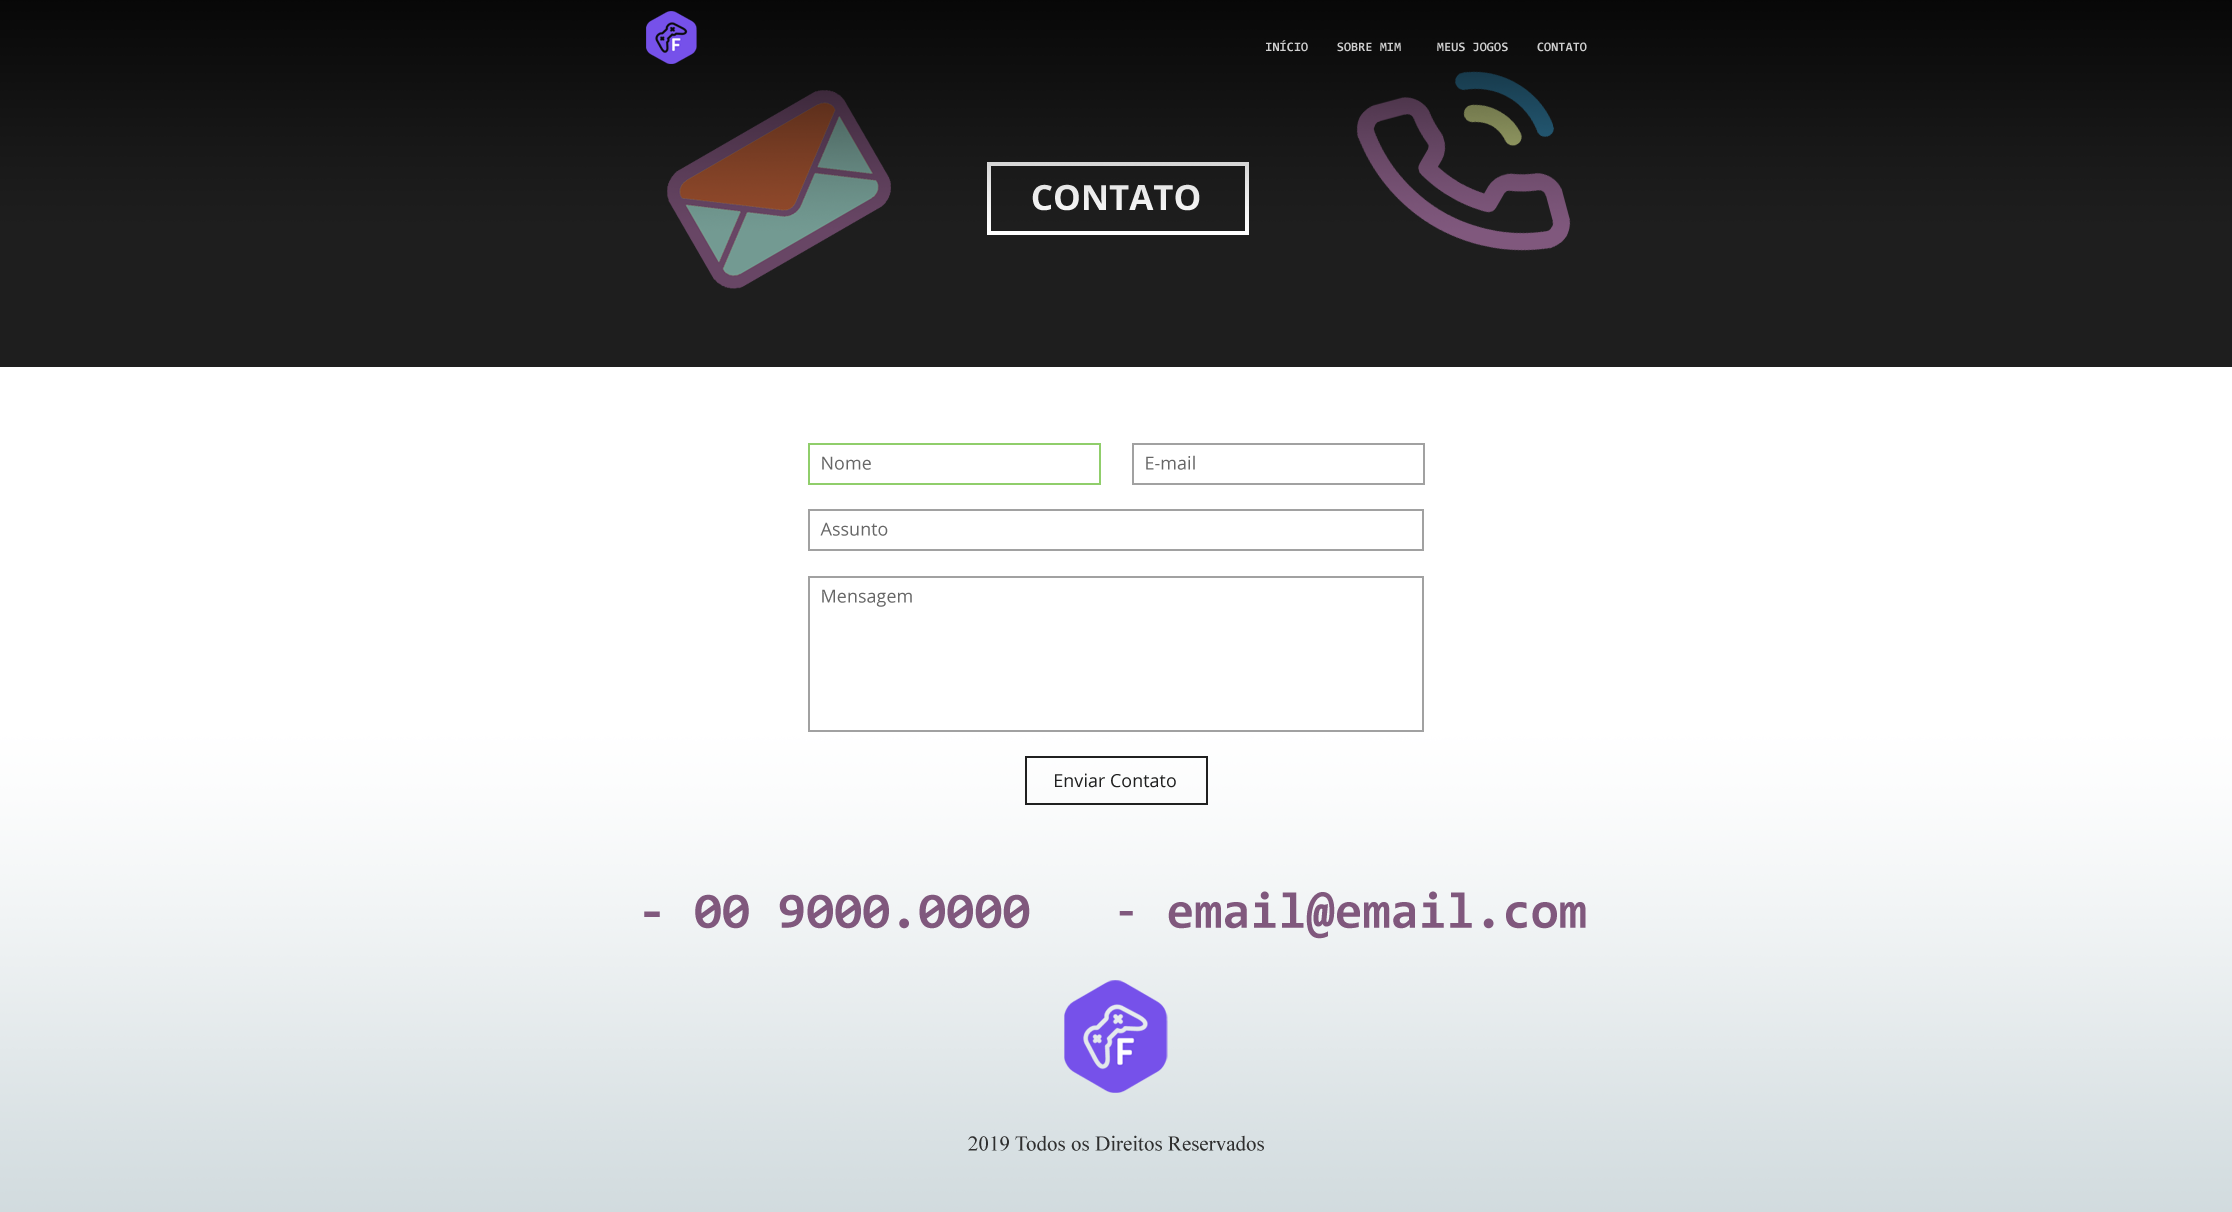 F
INÍCIO SOBRE MIM MEUS JOGOS CONTATO
CONTATO
Nome
E-mail
Assunto
Mensagem
Enviar Contato
- 00 9000.0000 - email@email.com
F
2019 Todos os Direitos Reservados